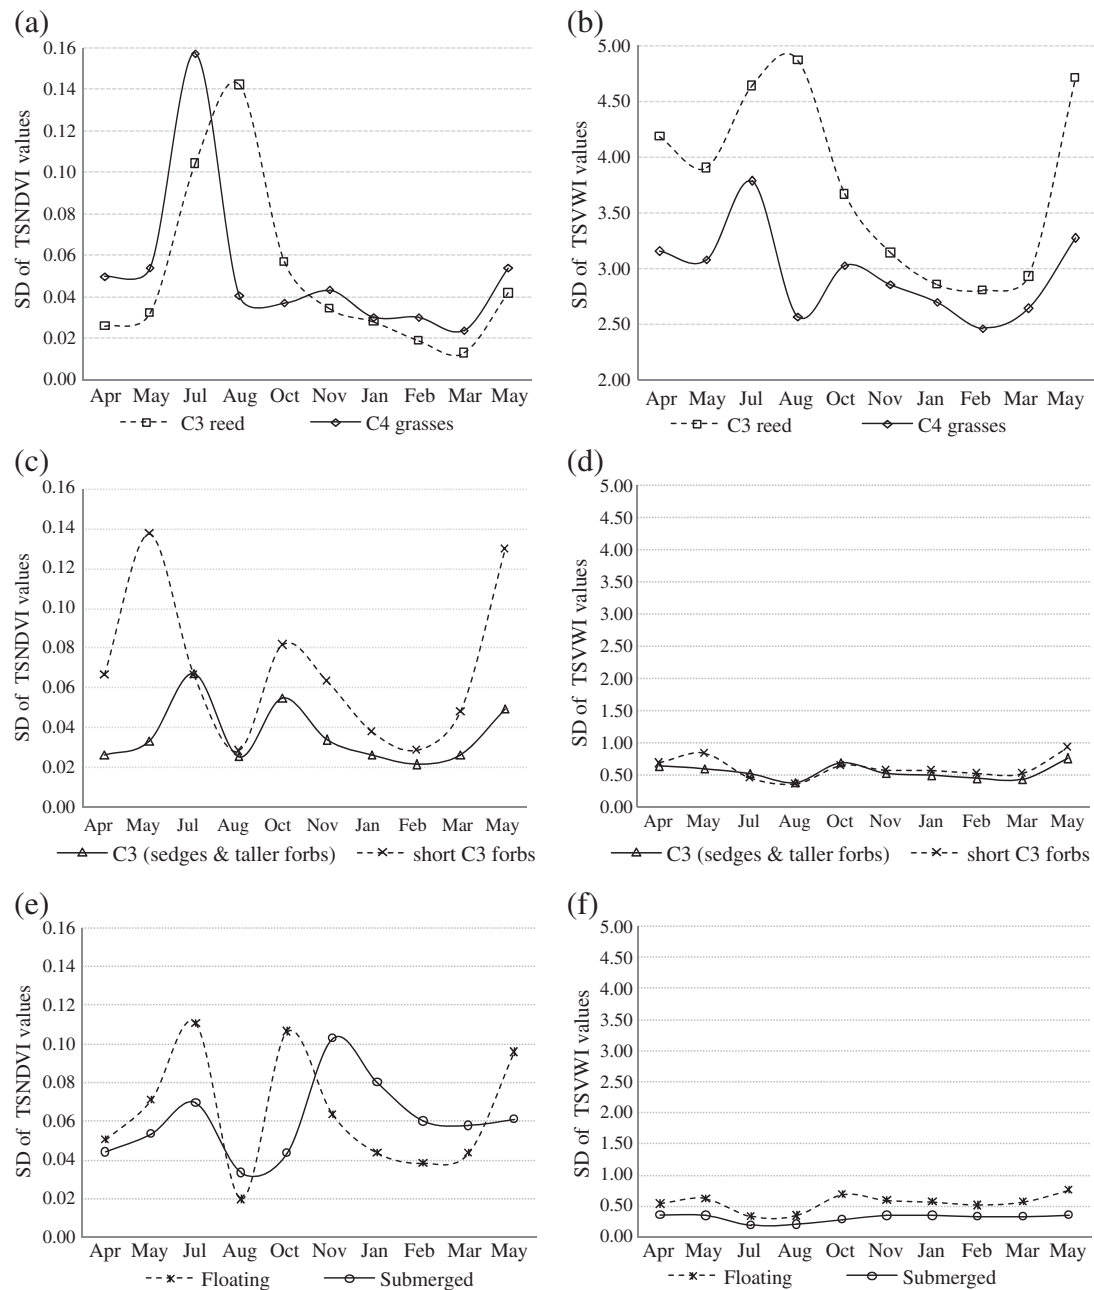 (a)
SD of TSNDVI values
0.16
0.14
0.12
0.10
0.08
0.06
0.04
0.02
0.00
Apr May Jul Aug Oct Nov Jan Feb Mar May
C3 reed C4 grasses
(b)
SD of TSVWI values
5.00
4.50
4.00
3.50
3.00
2.50
2.00
Apr May Jul Aug Oct Nov Jan Feb Mar May
C3 reed C4 grasses
(c)
SD of TSNDVI values
0.16
0.14
0.12
0.10
0.08
0.06
0.04
0.02
0.00
Apr May Jul Aug Oct Nov Jan Feb Mar May
C3 (sedges & taller forbs) short C3 forbs
(d)
SD of TSVWI values
5.00
4.50
4.00
3.50
3.00
2.50
2.00
1.50
1.00
0.50
0.00
Apr May Jul Aug Oct Nov Jan Feb Mar May
C3 (sedges & taller forbs) short C3 forbs
(e)
SD of TSNDVI values
0.16
0.14
0.12
0.10
0.08
0.06
0.04
0.02
0.00
Apr May Jul Aug Oct Nov Jan Feb Mar May
Floating Submerged
(f)
SD of TSVWI values
5.00
4.50
4.00
3.50
3.00
2.50
2.00
1.50
1.00
0.50
0.00
Apr May Jul Aug Oct Nov Jan Feb Mar May
Floating Submerged